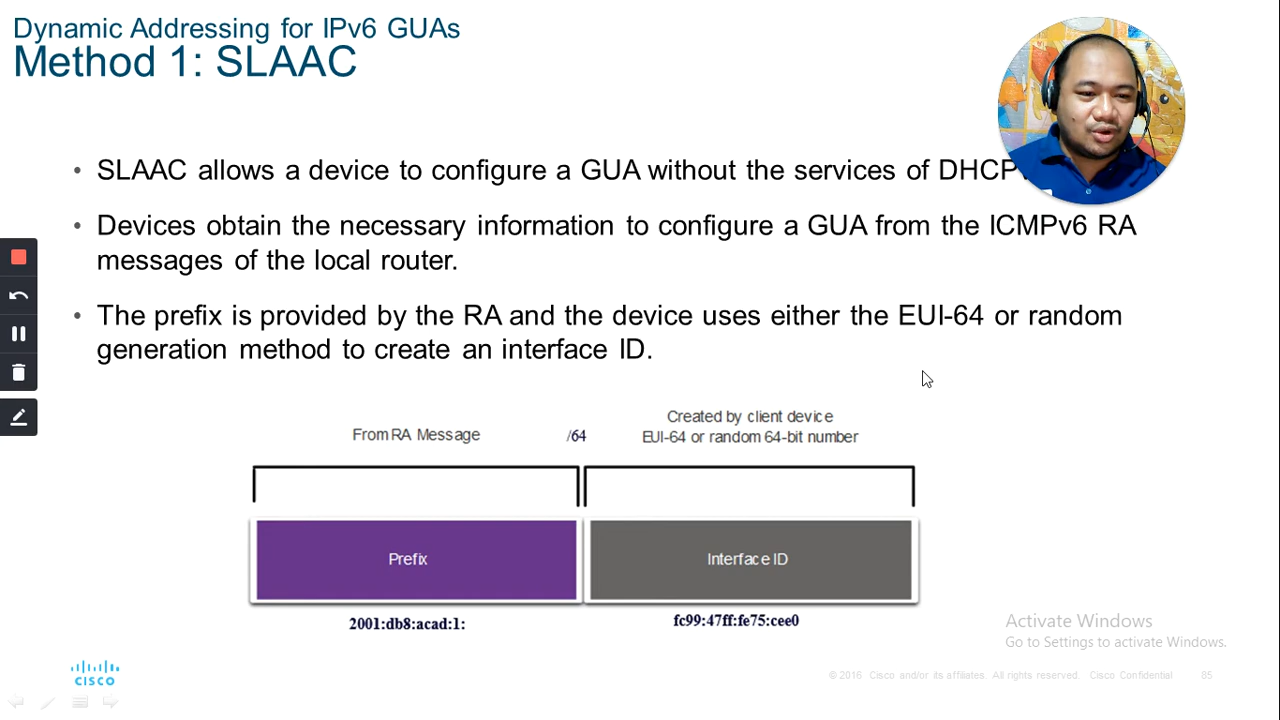 Dynamic Addressing for IPv6 GUAs
Method 1: SLAAC
• SLAAC allows a device to configure a GUA without the services of
• Devices obtain the necessary information to configure a GUA from the ICMPv6 RA
messages of the local router.
• The prefix is provided by the RA and the device uses either the EUI-64 or random
generation method to create an interface ID.
From RA Message
/64
Created by client device
EUI-64 or random 64-bit number
Prefix
Interface ID
2001:db8:acad:1:
fc99:47ff:fe75:cee0
Activate Windows
Go to Settings to activate Windows.
CISCO
© 2016 Cisco and/or its affiliates. All rights reserved. Cisco Confidential
85